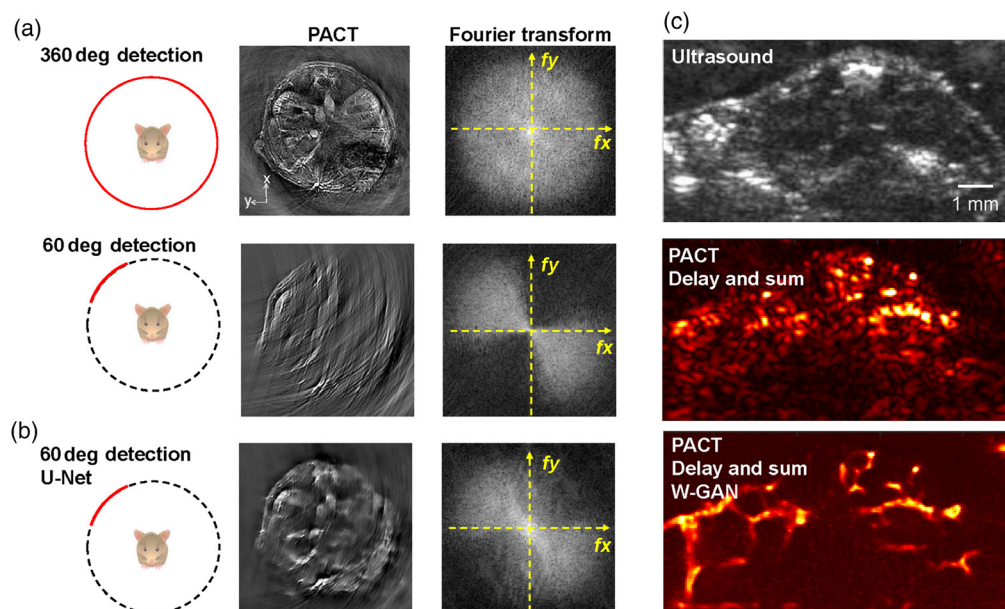 (a)
360 deg detection
PACT
Fourier transform
fy
fx
x
y
60 deg detection
fy
fx
(b)
60 deg detection
U-Net
fy
fx
(c)
Ultrasound
1 mm
PACT
Delay and sum
PACT
Delay and sum
W-GAN